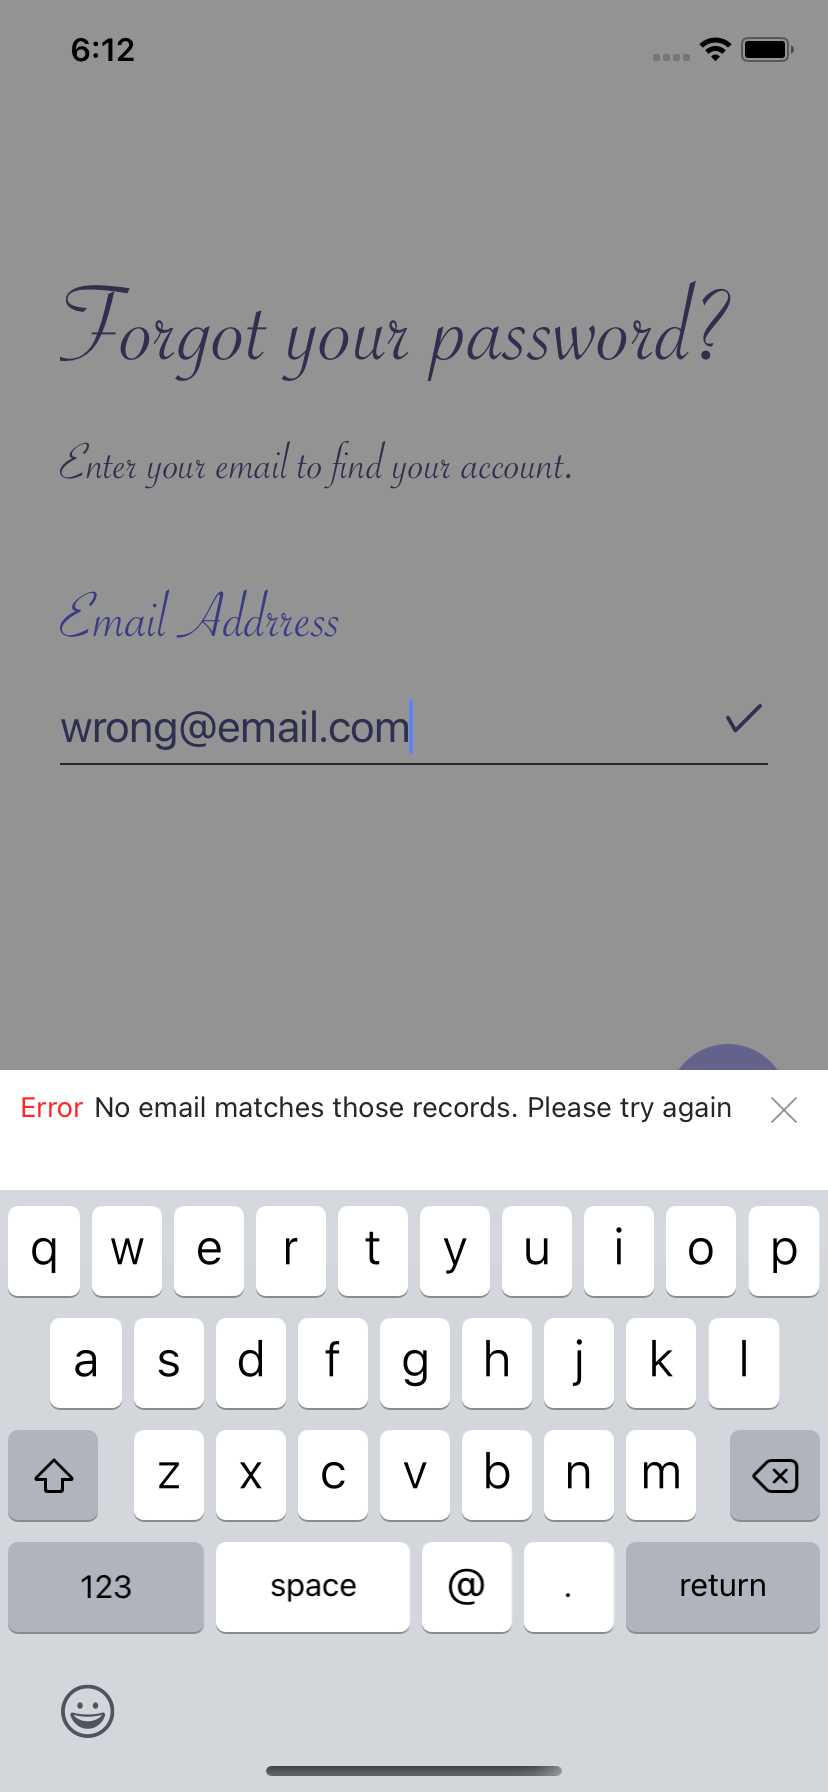 6:12
Forgot your password?
Enter your email to find your account.
Email Addrress
wrong@email.com
Error No email matches those records. Please try again
q w e r t y u i o p
a s d f g h j k l
z x c v b n m
123 space @ . return